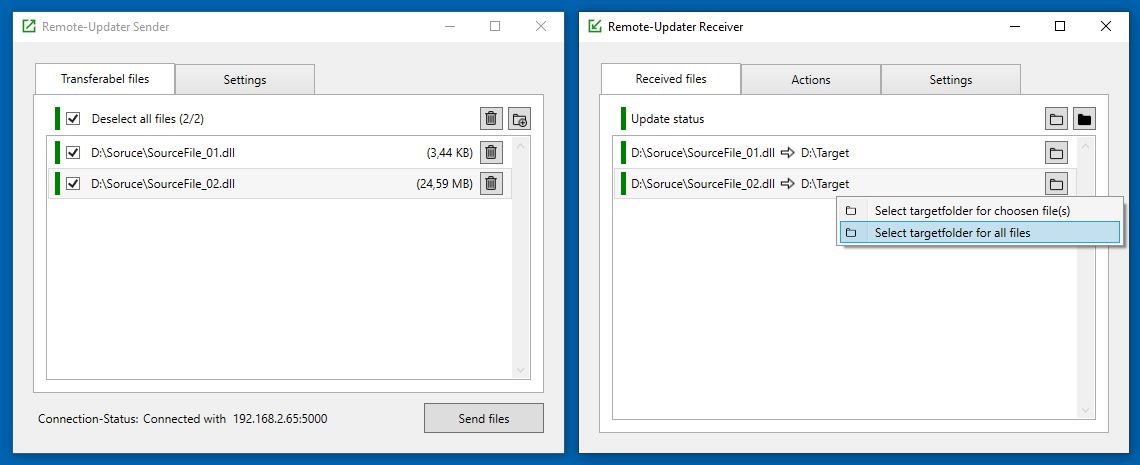 Remote-Updater Sender
Transferabel files
Settings
Deselect all files (2/2)
D:\Soruce\SourceFile_01.dll (3,44 KB)
D:\Soruce\SourceFile_02.dll (24,59 MB)
Connection-Status: Connected with 192.168.2.65:5000
Send files
Remote-Updater Receiver
Received files
Actions
Settings
Update status
D:\Soruce\SourceFile_01.dll ⇨ D:\Target
D:\Soruce\SourceFile_02.dll ⇨ D:\Target
Select targetfolder for choosen file(s)
Select targetfolder for all files